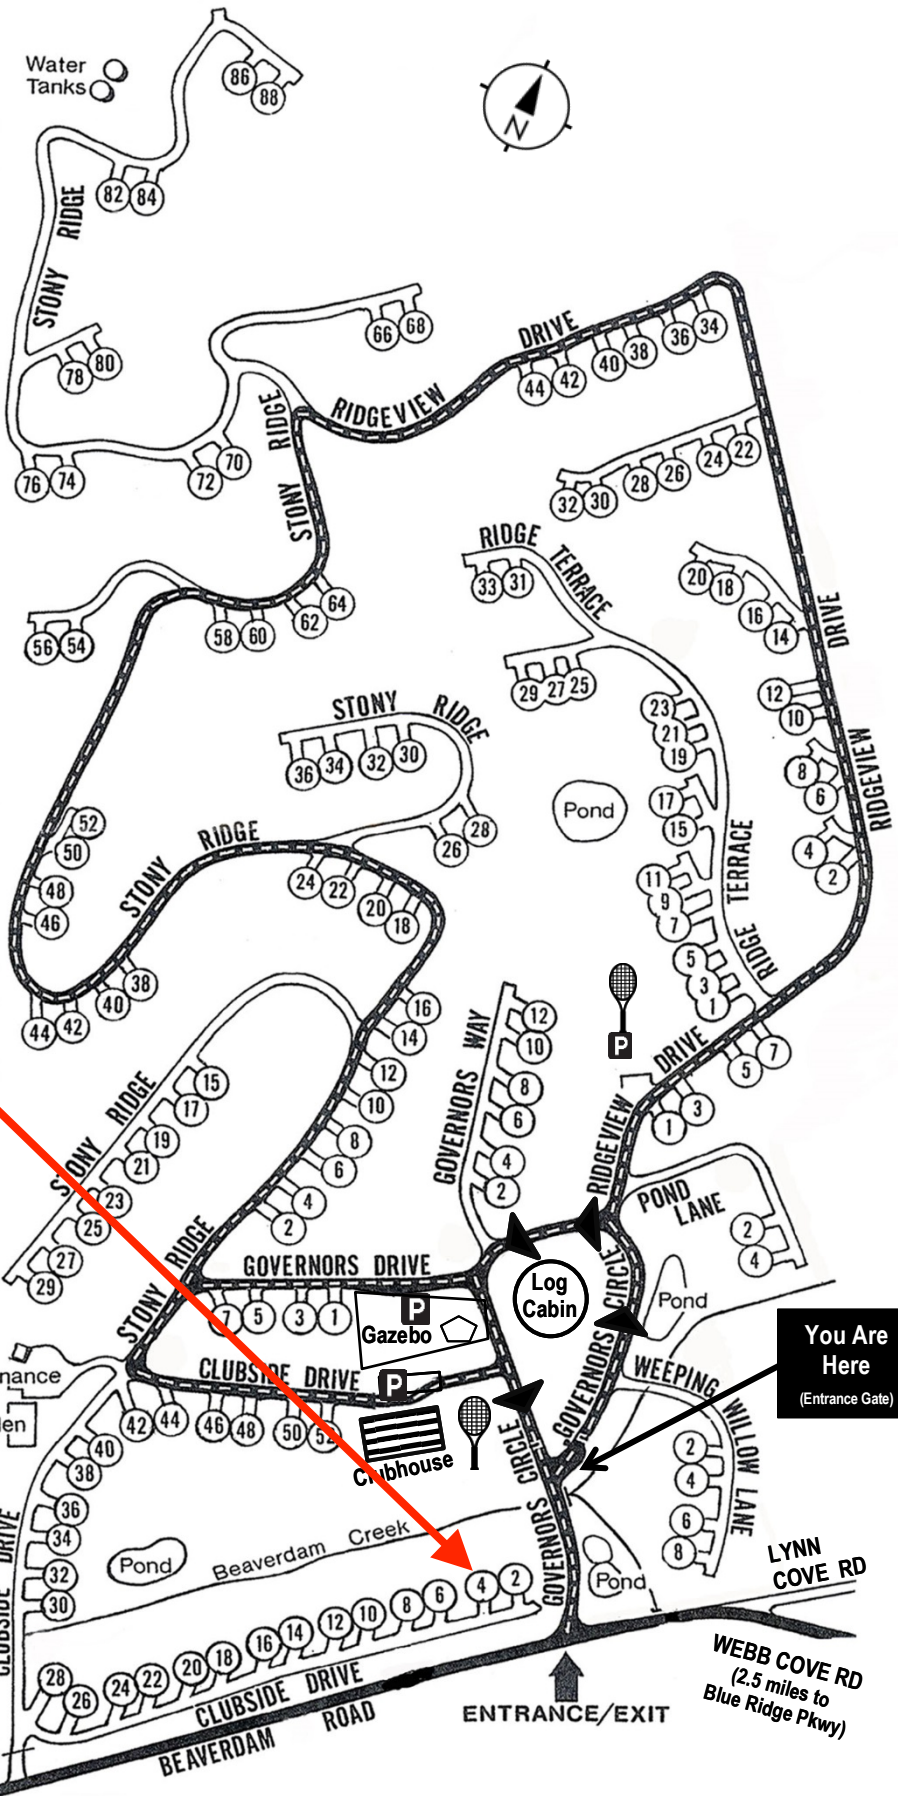 Water
Tanks
86
88
N
82
84
STONY RIDGE
66
68
78
80
RIDGEVIEW DRIVE
44
42
40
38
36
34
STONY RIDGE
76
74
72
70
32
30
28
26
24
22
RIDGE TERRACE
33
31
20
18
16
14
RIDGEVIEW DRIVE
56
54
58
60
62
64
29
27
25
12
10
8
6
4
2
STONY RIDGE
36
34
32
30
28
26
23
21
19
17
15
11
9
7
5
3
1
Pond
RIDGE TERRACE
STONY RIDGE
52
50
48
46
44
42
40
38
24
22
20
18
16
14
12
10
8
6
4
2
STONY RIDGE
15
17
19
21
23
25
27
29
GOVERNORS WAY
12
10
8
6
4
2
P
RIDGEVIEW DRIVE
7
5
3
1
POND
LANE
2
4
STONY RIDGE
GOVERNORS DRIVE
7
5
3
1
P
Gazebo
Log
Cabin
GOVERNORS CIRCLE
Pond
You Are
Here
(Entrance Gate)
nance
CLUBSIDE DRIVE
P
42
44
46
48
50
52
Clubhouse
GOVERNORS CIRCLE
WEEPING WILLOW LANE
2
4
6
8
40
38
36
34
32
30
CLUBSIDE DRIVE
Pond
Beaverdam Creek
Pond
LYNN
COVE RD
28
26
24
22
20
18
16
14
12
10
8
6
4
2
CLUBSIDE DRIVE
BEAVERDAM ROAD
ENTRANCE/EXIT
WEBB COVE RD
(2.5 miles to
Blue Ridge Pkwy)